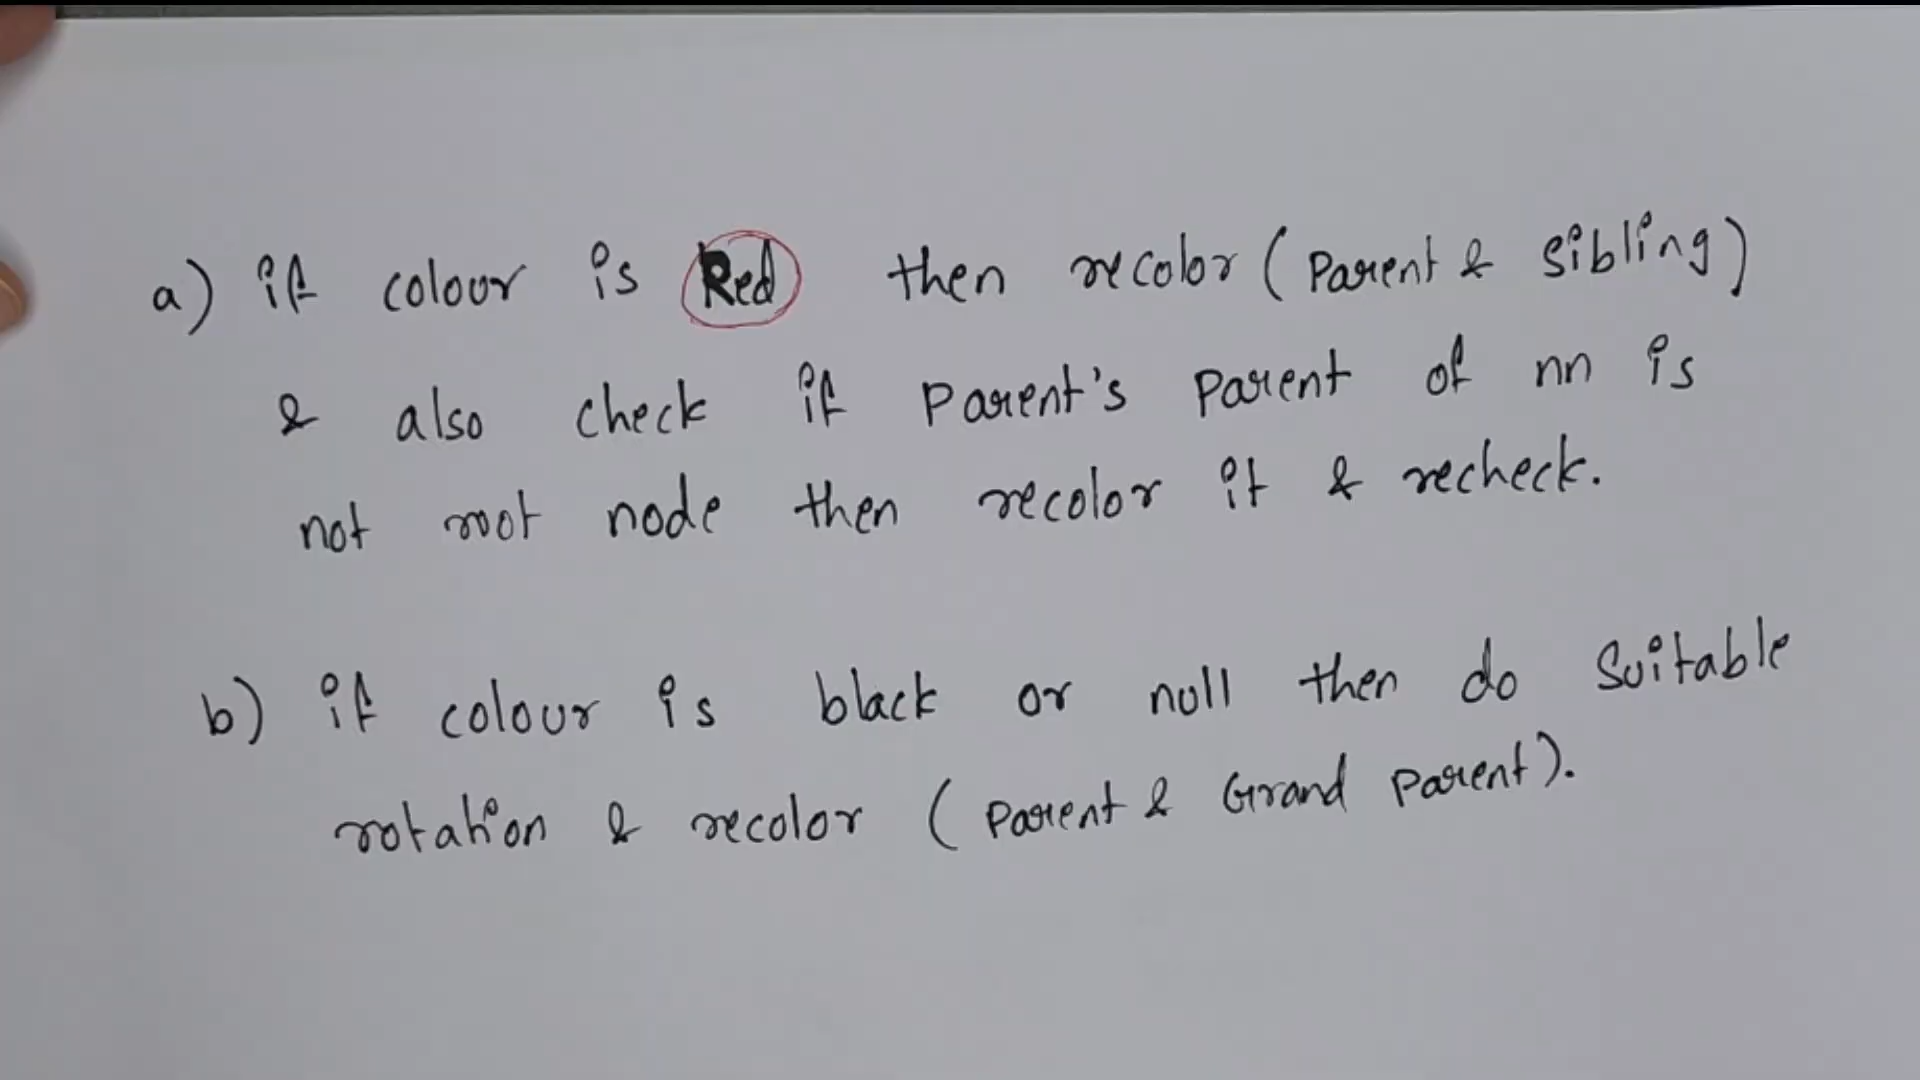 a) if colour is Red then recolor (Parent & Sibling)
& also check if Parent's Parent of nn is
not root node then recolor it & recheck.
b) if colour is black or null then do Suitable
rotation & recolor (Parent & Grand Parent).